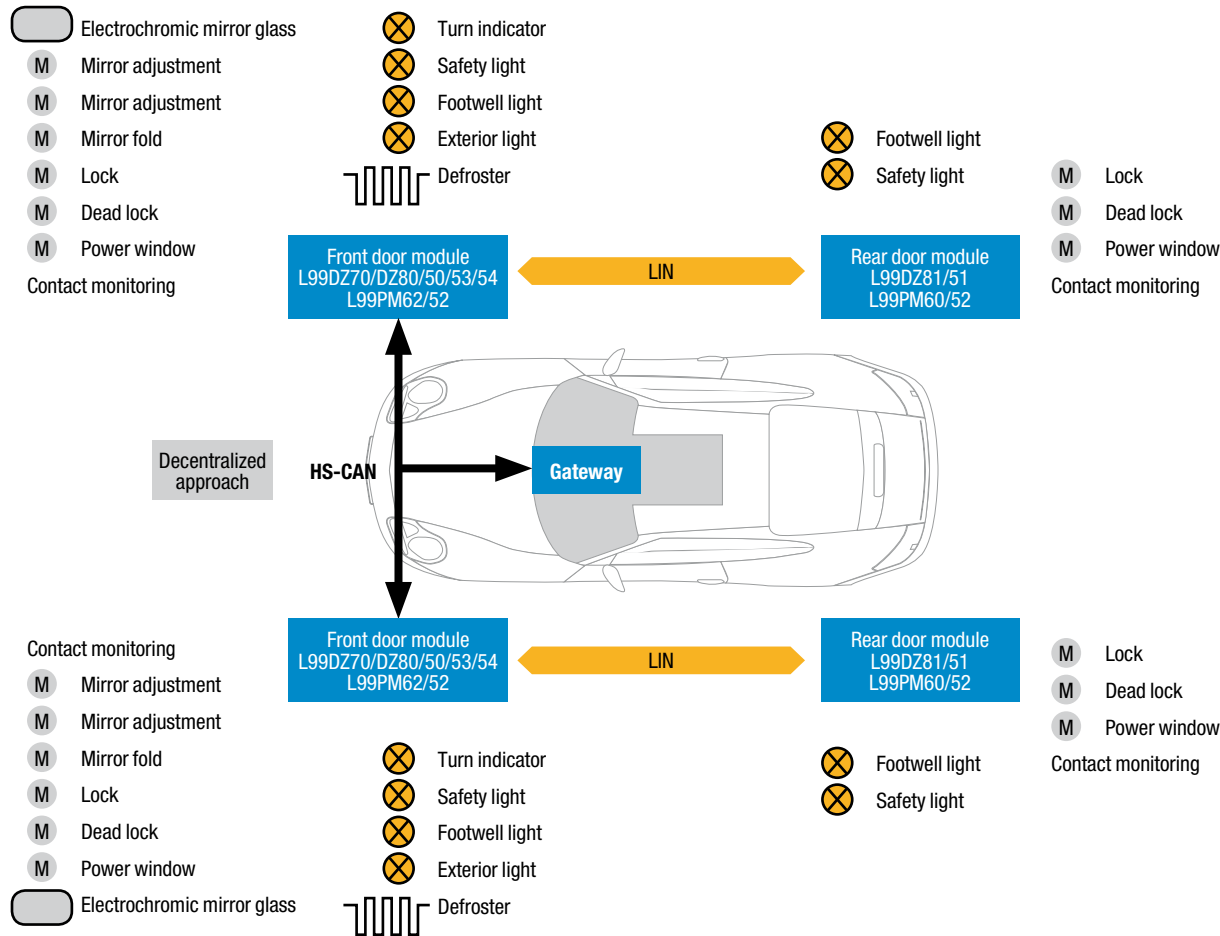 Electrochromic mirror glass
M Mirror adjustment
M Mirror adjustment
M Mirror fold
M Lock
M Dead lock
M Power window
Contact monitoring
Turn indicator
Safety light
Footwell light
Exterior light
Defroster
Footwell light
Safety light
M Lock
M Dead lock
M Power window
Contact monitoring
Front door module
L99DZ70/DZ80/50/53/54
L99PM62/52
LIN
Rear door module
L99DZ81/51
L99PM60/52
Decentralized
approach
HS-CAN
Gateway
Front door module
L99DZ70/DZ80/50/53/54
L99PM62/52
LIN
Rear door module
L99DZ81/51
L99PM60/52
Contact monitoring
M Mirror adjustment
M Mirror adjustment
M Mirror fold
M Lock
M Dead lock
M Power window
Electrochromic mirror glass
Turn indicator
Safety light
Footwell light
Exterior light
Defroster
Footwell light
Safety light
M Lock
M Dead lock
M Power window
Contact monitoring